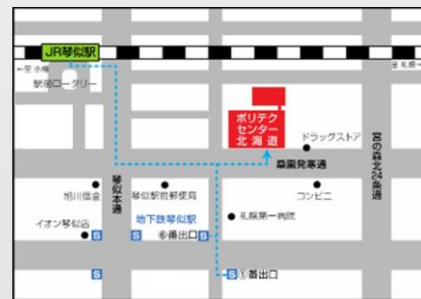 JR琴似駅
←至 小樽
至 札幌→
駅前ロータリー
ポリテク
センター
北海道
ドラッグストア
宮の森北24条通
桑園発寒通
旭川信金
琴似本通
琴似駅前郵便局
コンビニ
イオン琴似店
地下鉄琴似駅
札幌第一病院
S
S
⑥番出口
S
S
S
⑤番出口